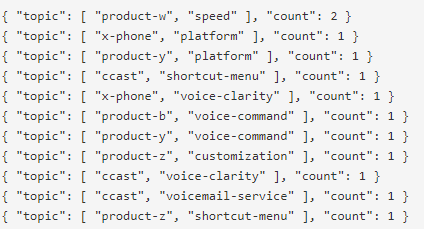 { "topic": [ "product-w", "speed" ], "count": 2 }
{ "topic": [ "x-phone", "platform" ], "count": 1 }
{ "topic": [ "product-y", "platform" ], "count": 1 }
{ "topic": [ "ccast", "shortcut-menu" ], "count": 1 }
{ "topic": [ "x-phone", "voice-clarity" ], "count": 1 }
{ "topic": [ "product-b", "voice-command" ], "count": 1 }
{ "topic": [ "product-y", "voice-command" ], "count": 1 }
{ "topic": [ "product-z", "customization" ], "count": 1 }
{ "topic": [ "ccast", "voice-clarity" ], "count": 1 }
{ "topic": [ "ccast", "voicemail-service" ], "count": 1 }
{ "topic": [ "product-z", "shortcut-menu" ], "count": 1 }